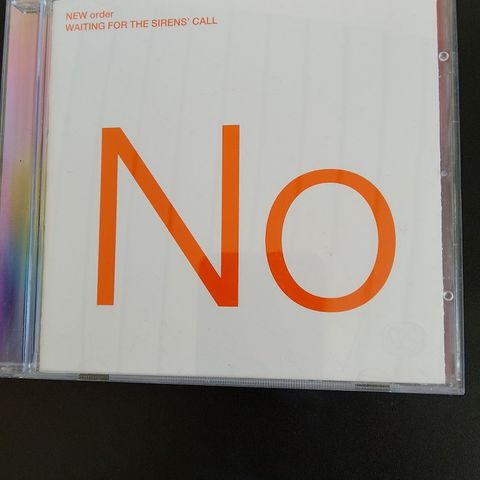 NEW order
WAITING FOR THE SIRENS' CALL
No